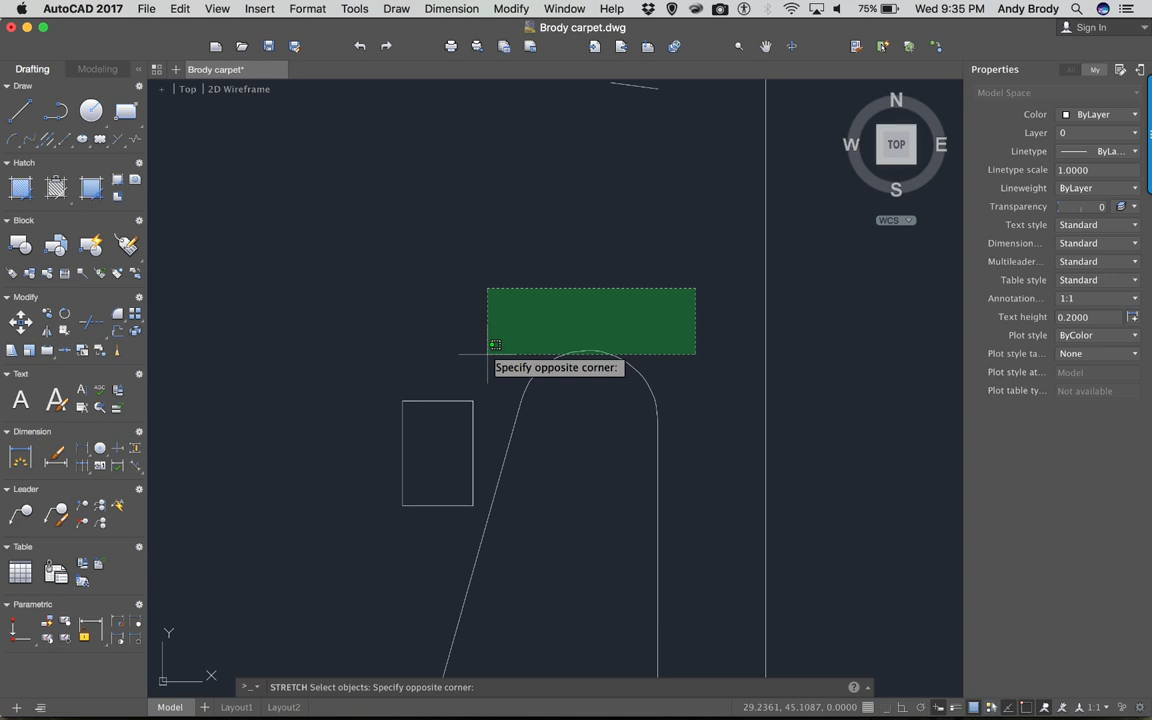 AutoCAD 2017 File Edit View Insert Format Tools Draw Dimension Modify Window Help 75% Wed 9:35 PM Andy Brody
Brody carpet.dwg
Sign In
Drafting Modeling Brody carpet* Properties All My
Draw
Top 2D Wireframe
Model Space
Color ByLayer
Layer 0
Linetype ByLa...
Linetype scale 1.0000
Lineweight ByLayer
Transparency 0
Text style Standard
Dimension... Standard
Multileader... Standard
Table style Standard
Annotation... 1:1
Text height 0.2000
Plot style ByColor
Plot style ta... None
Plot style at... Model
Plot table ty... Not available
N
W TOP E
S
WCS
Hatch
Block
Modify
Text
Dimension
Leader
Table
Parametric
Specify opposite corner:
Y
X
>_ STRETCH Select objects: Specify opposite corner:
Model Layout1 Layout2 29.2361, 45.1087, 0.0000 1:1